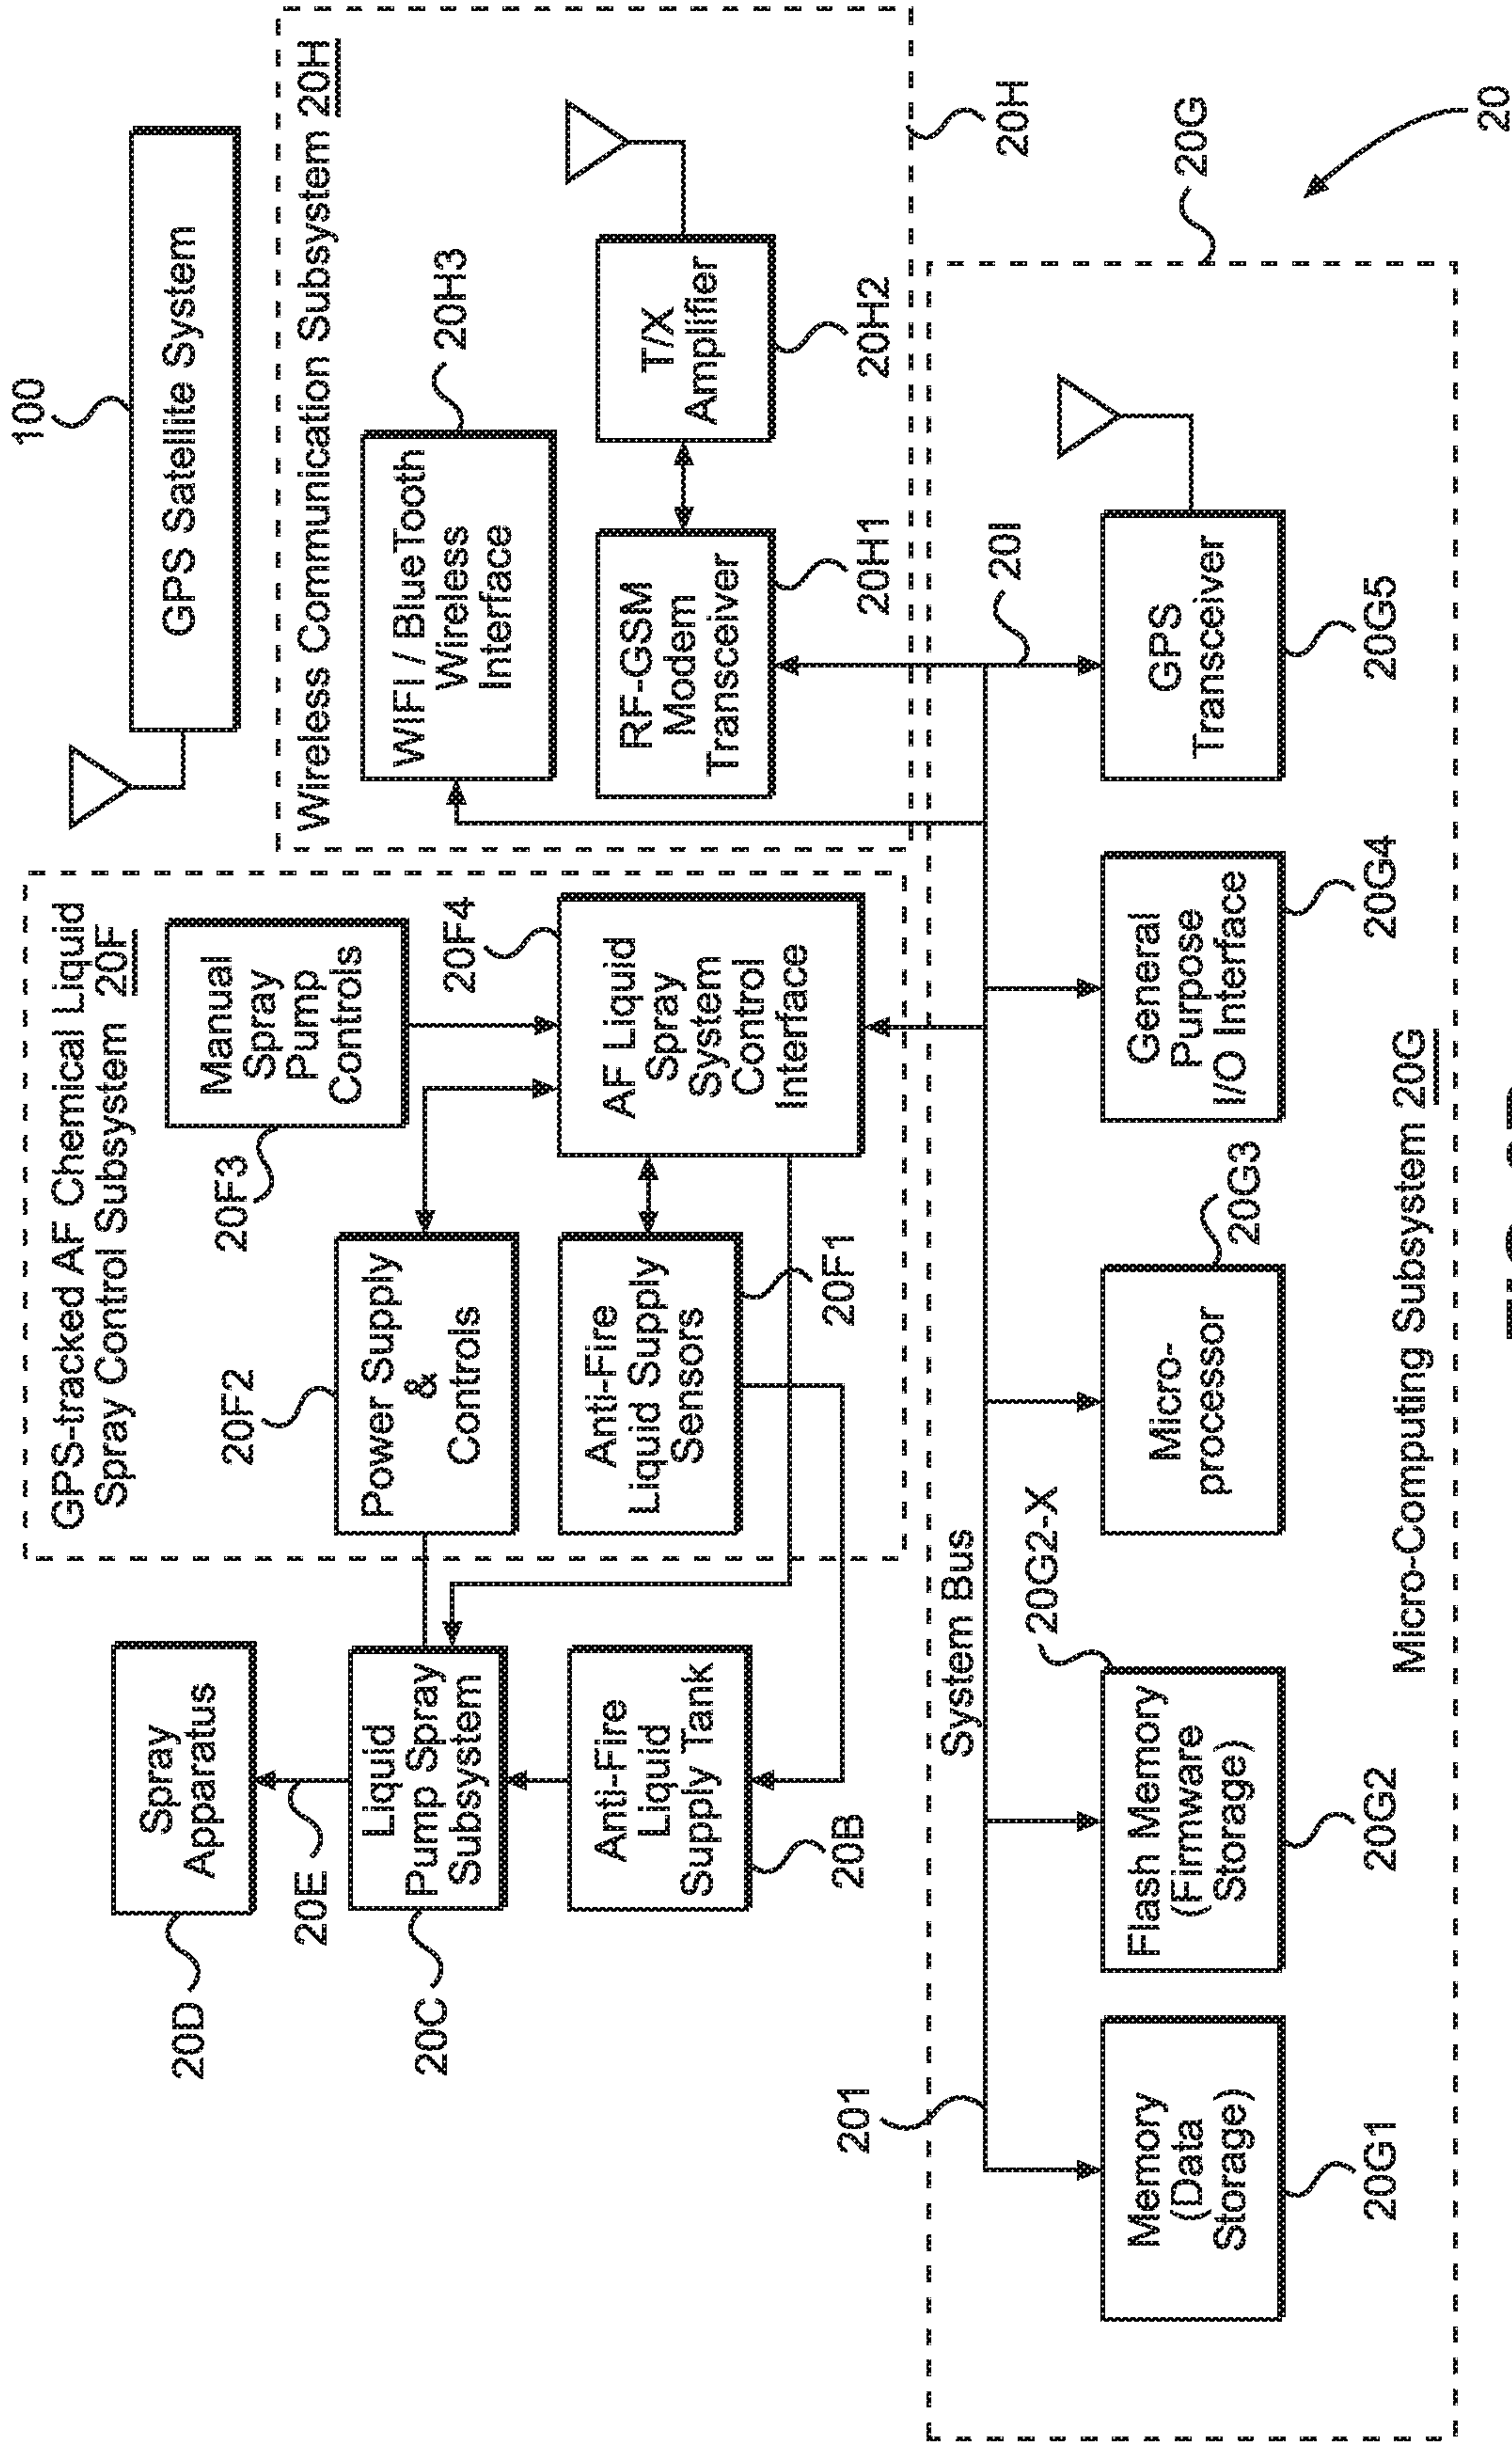 100
GPS-tracked AF Chemical Liquid
Spray Control Subsystem 20F
GPS Satellite System
20D
Spray
Apparatus
20F3
Manual
Spray
Pump
Controls
20E
20F2
Wireless Communication Subsystem 20H
20C
Liquid
Pump Spray
Subsystem
Power Supply
&
Controls
20F4
WIFI / BlueTooth
Wireless
Interface
20H3
Anti-Fire
Liquid
Supply Tank
20B
Anti-Fire
Liquid Supply
Sensors
20F1
AF Liquid
Spray
System
Control
Interface
RF-GSM
Modem
Transceiver
20H1
T/X
Amplifier
20H2
201
System Bus
20I
20H
20G2-X
Memory
(Data
Storage)
20G1
Flash Memory
(Firmware
Storage)
20G2
Micro-
processor
20G3
General
Purpose
I/O Interface
20G4
GPS
Transceiver
20G5
20G
Micro-Computing Subsystem 20G
20